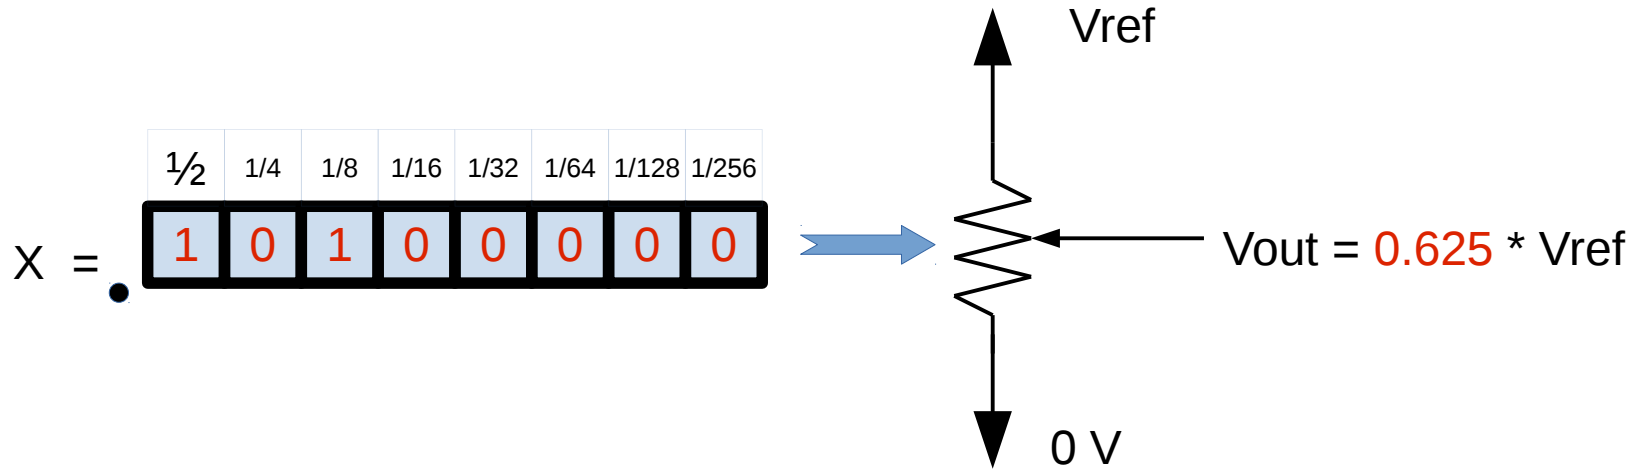 Vref
½ 1/4 1/8 1/16 1/32 1/64 1/128 1/256
X = . 1 0 1 0 0 0 0 0
Vout = 0.625 * Vref
0 V